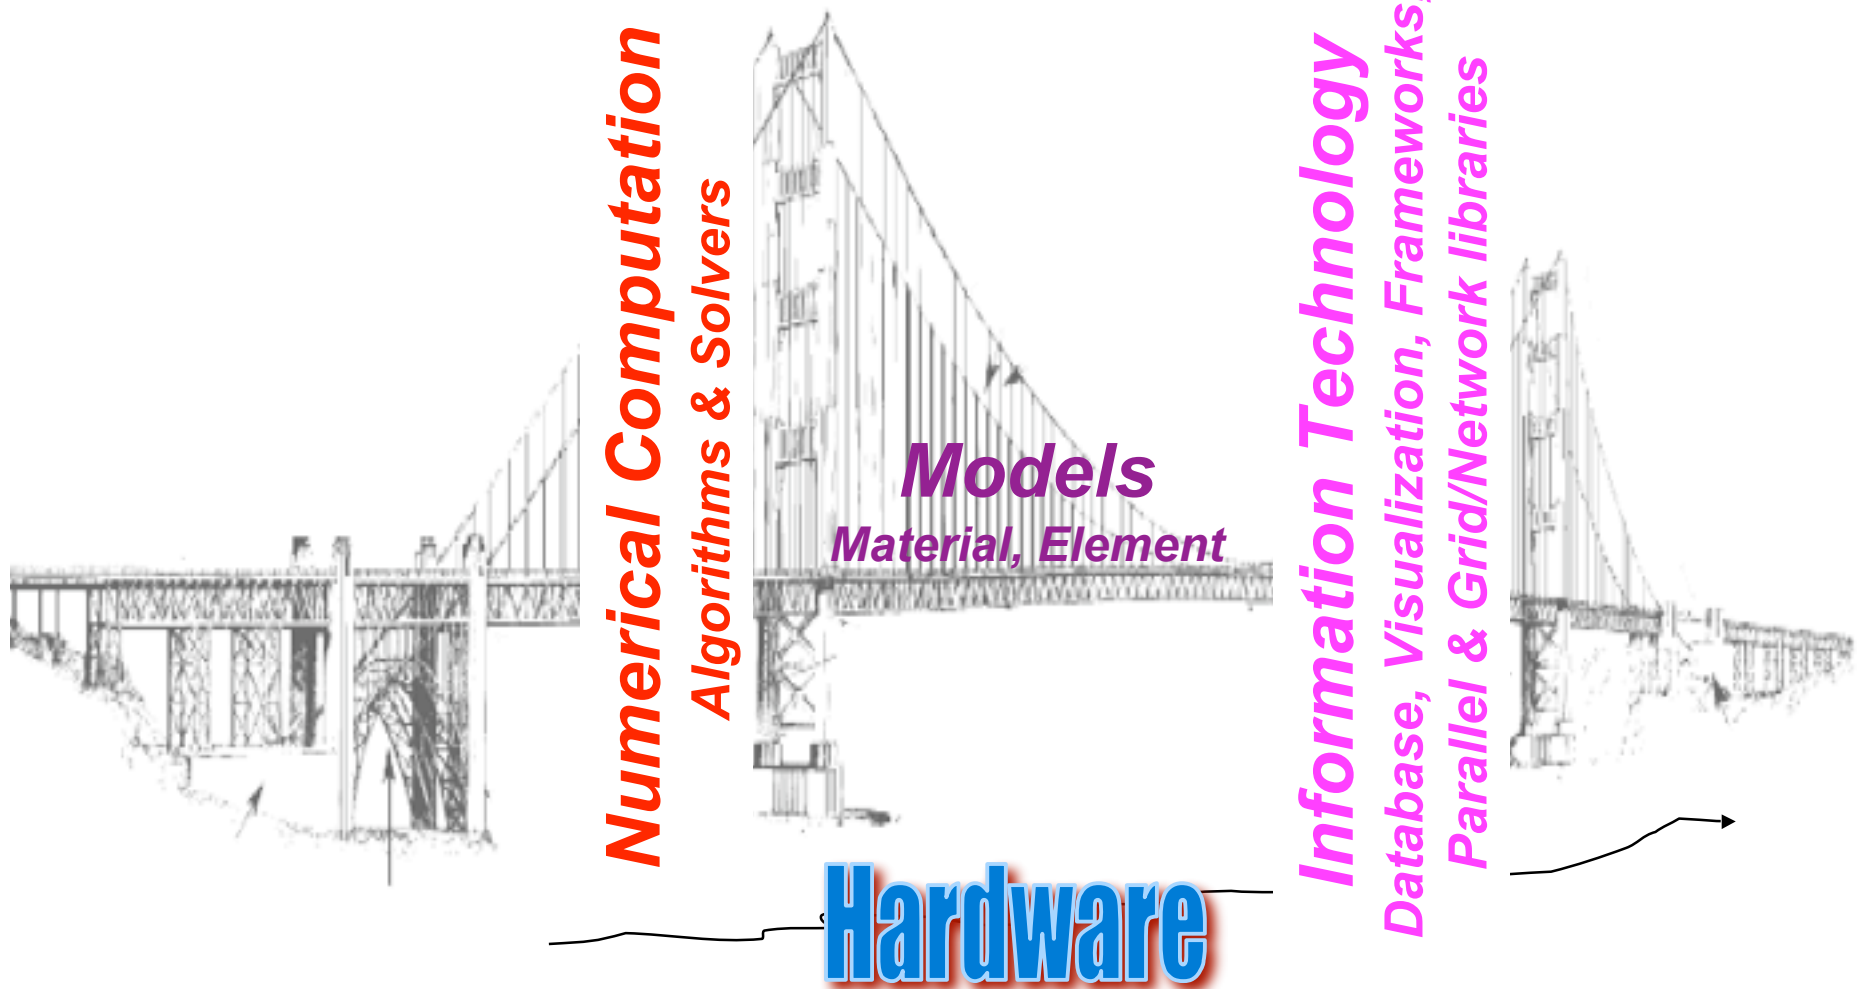 Numerical Computation
Algorithms & Solvers
Models
Material, Element
Information Technology
Database, Visualization, Frameworks,
Parallel & Grid/Network libraries
Hardware